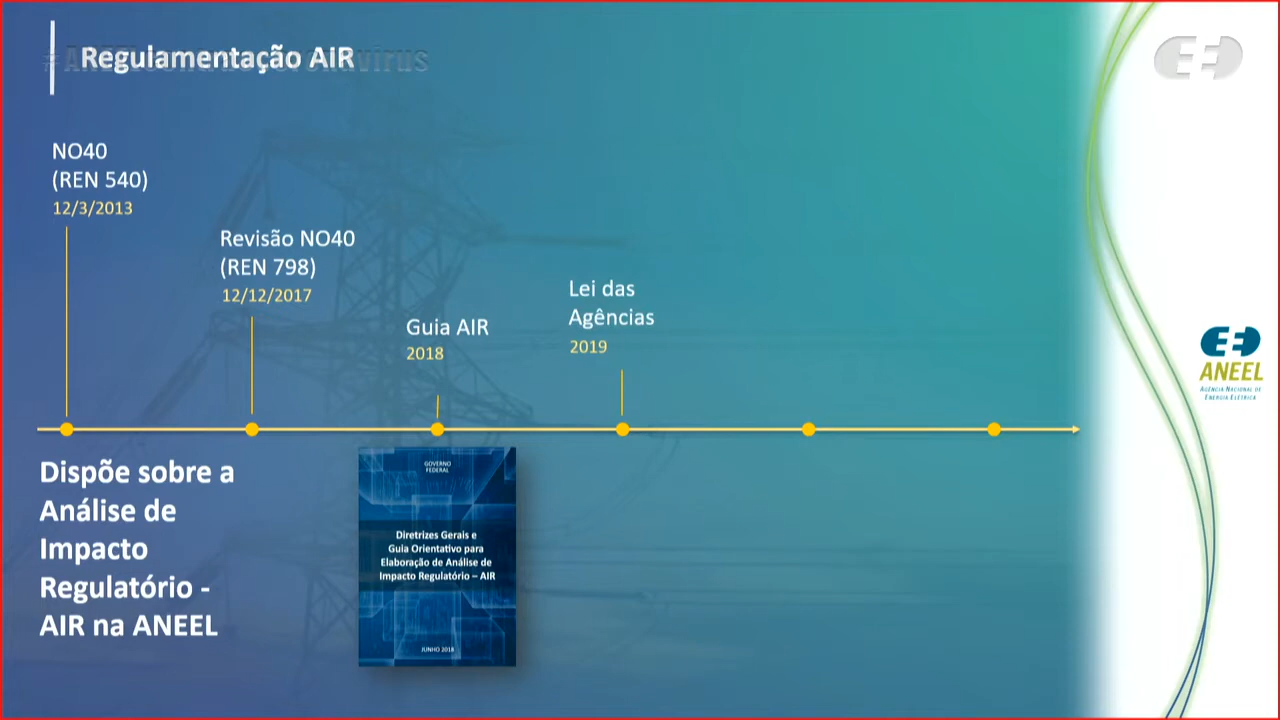 Regulamentação AIR
#ANEELcontraocoronavírus
NO40
(REN 540)
12/3/2013
Revisão NO40
(REN 798)
12/12/2017
Guia AIR
2018
Lei das
Agências
2019
Dispõe sobre a
Análise de
Impacto
Regulatório -
AIR na ANEEL
GOVERNO
FEDERAL
Diretrizes Gerais e
Guia Orientativo para
Elaboração de Análise de
Impacto Regulatório – AIR
JUNHO 2018
ANEEL
AGÊNCIA NACIONAL DE
ENERGIA ELÉTRICA